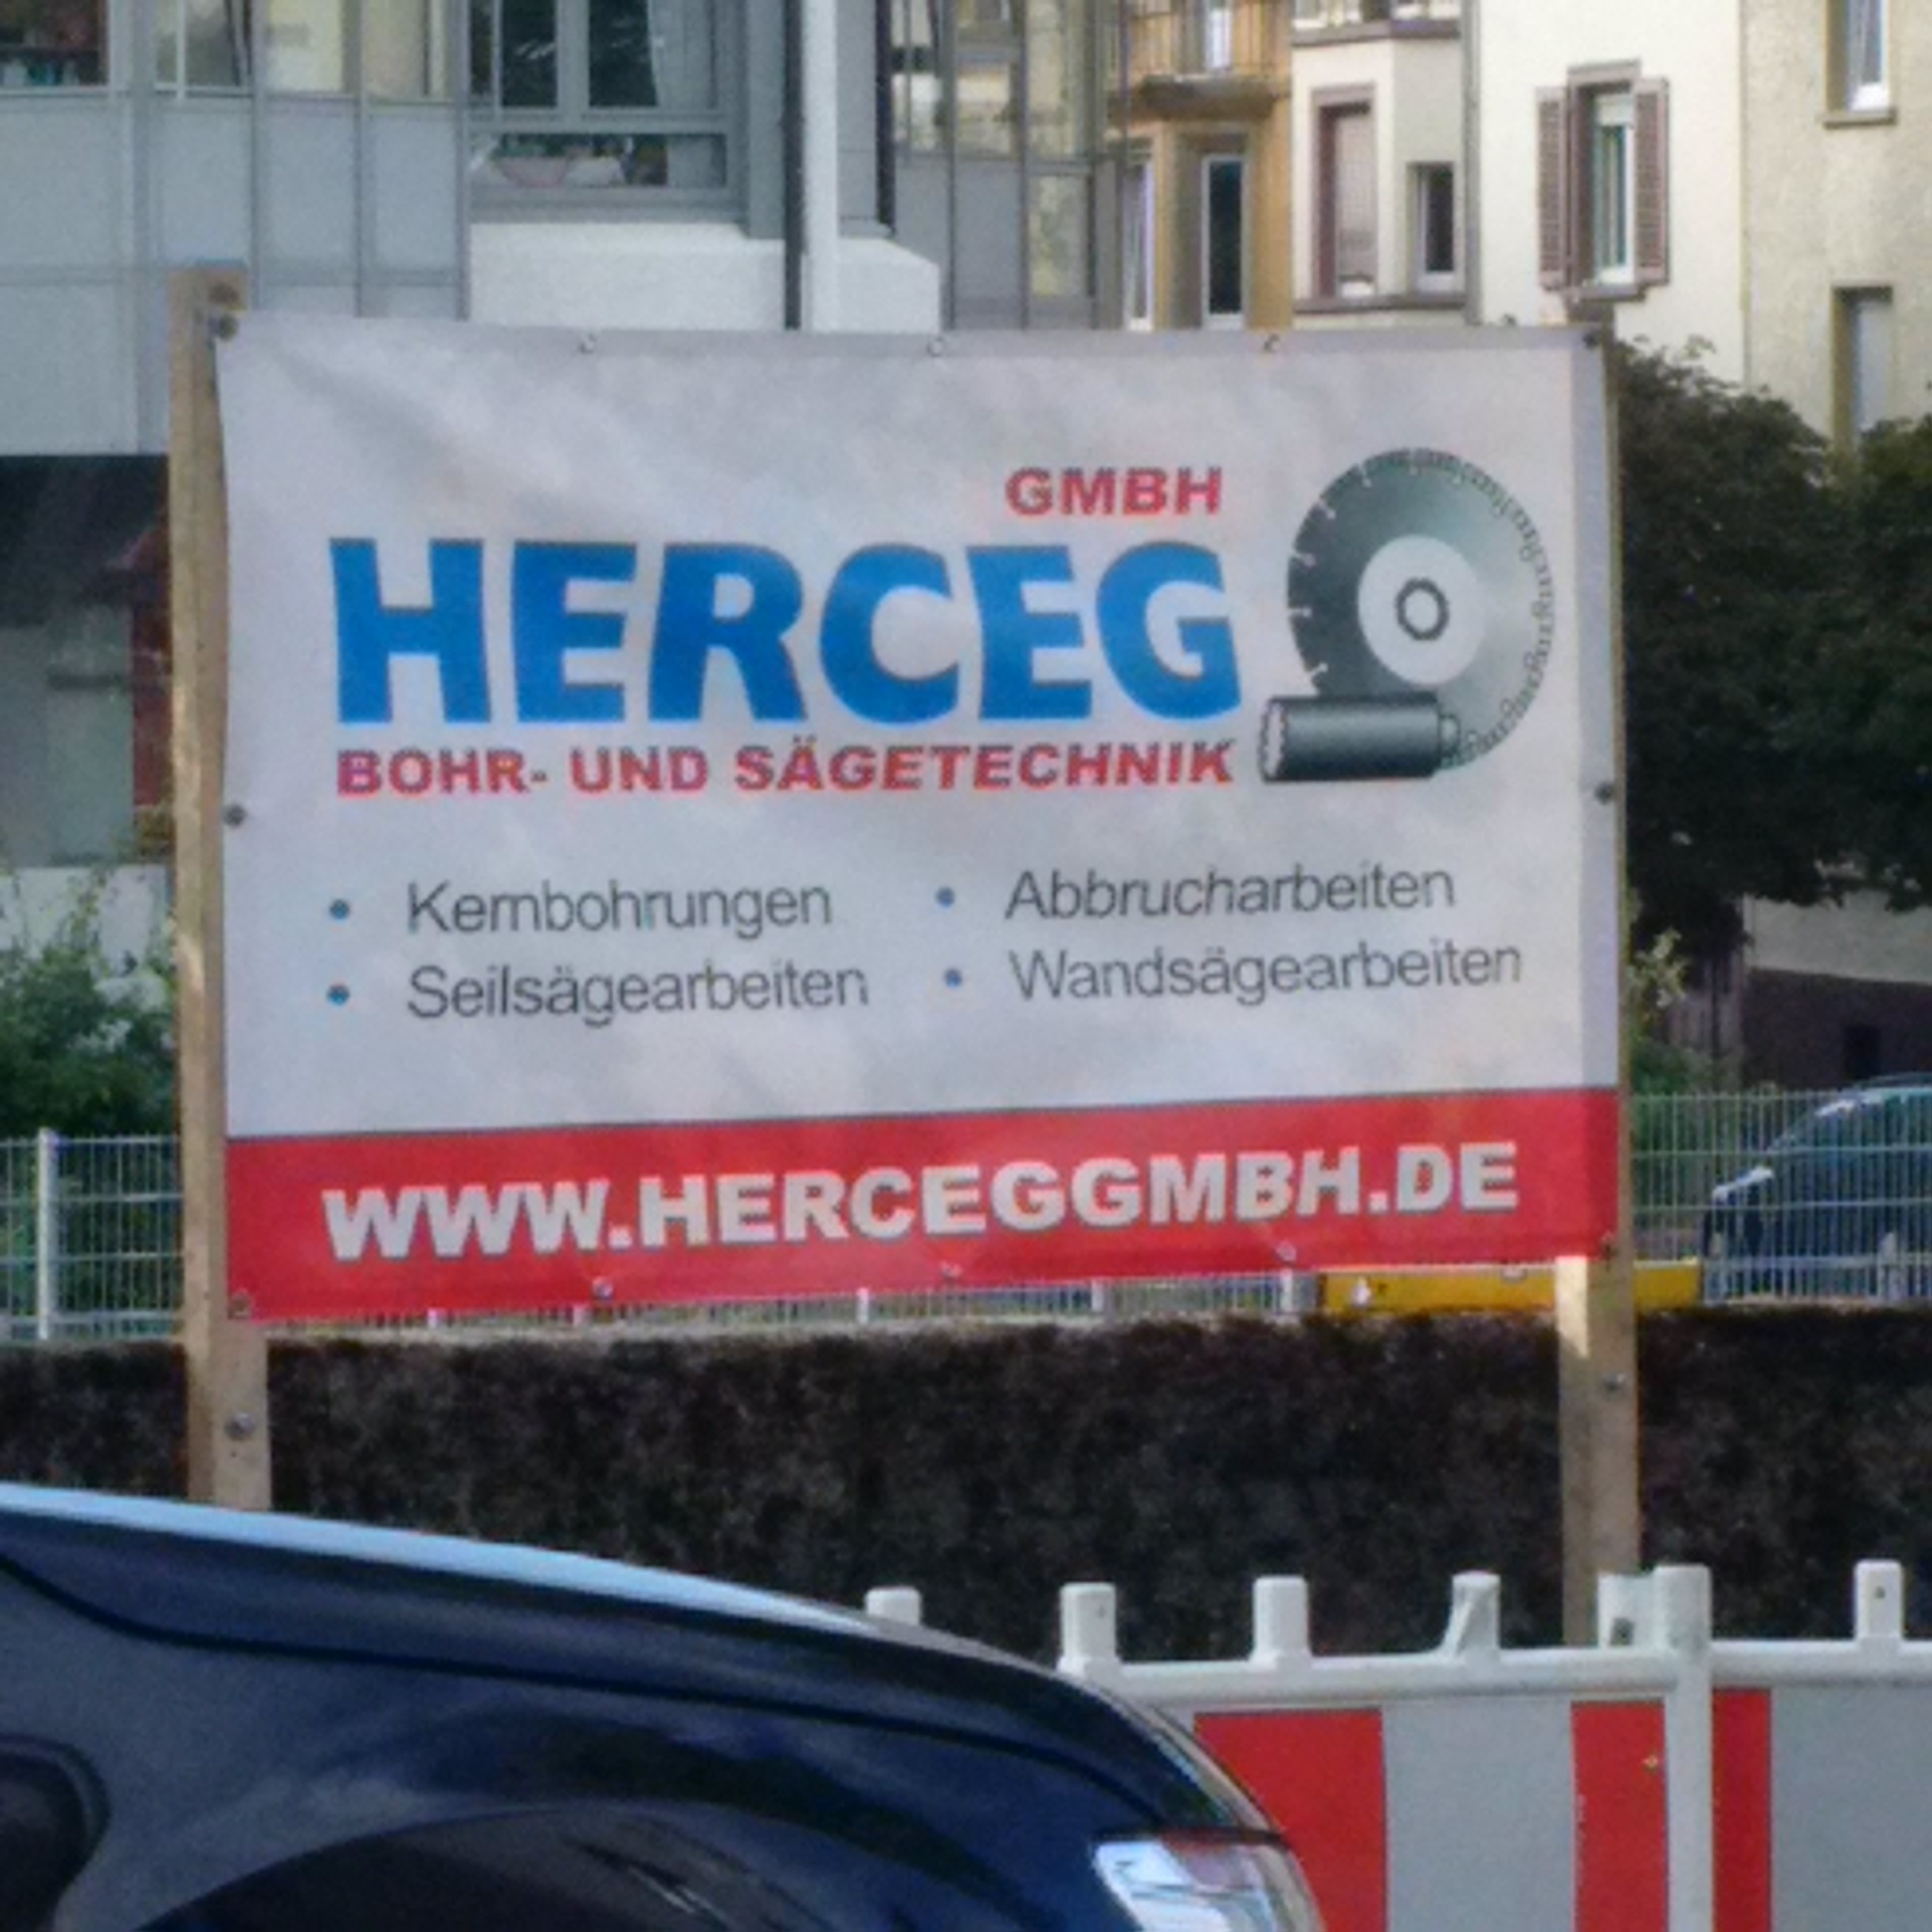 GMBH
HERCEG
BOHR- UND SÄGETECHNIK
• Kernbohrungen
• Seilsägearbeiten
• Abbrucharbeiten
• Wandsägearbeiten
WWW.HERCEGGMBH.DE